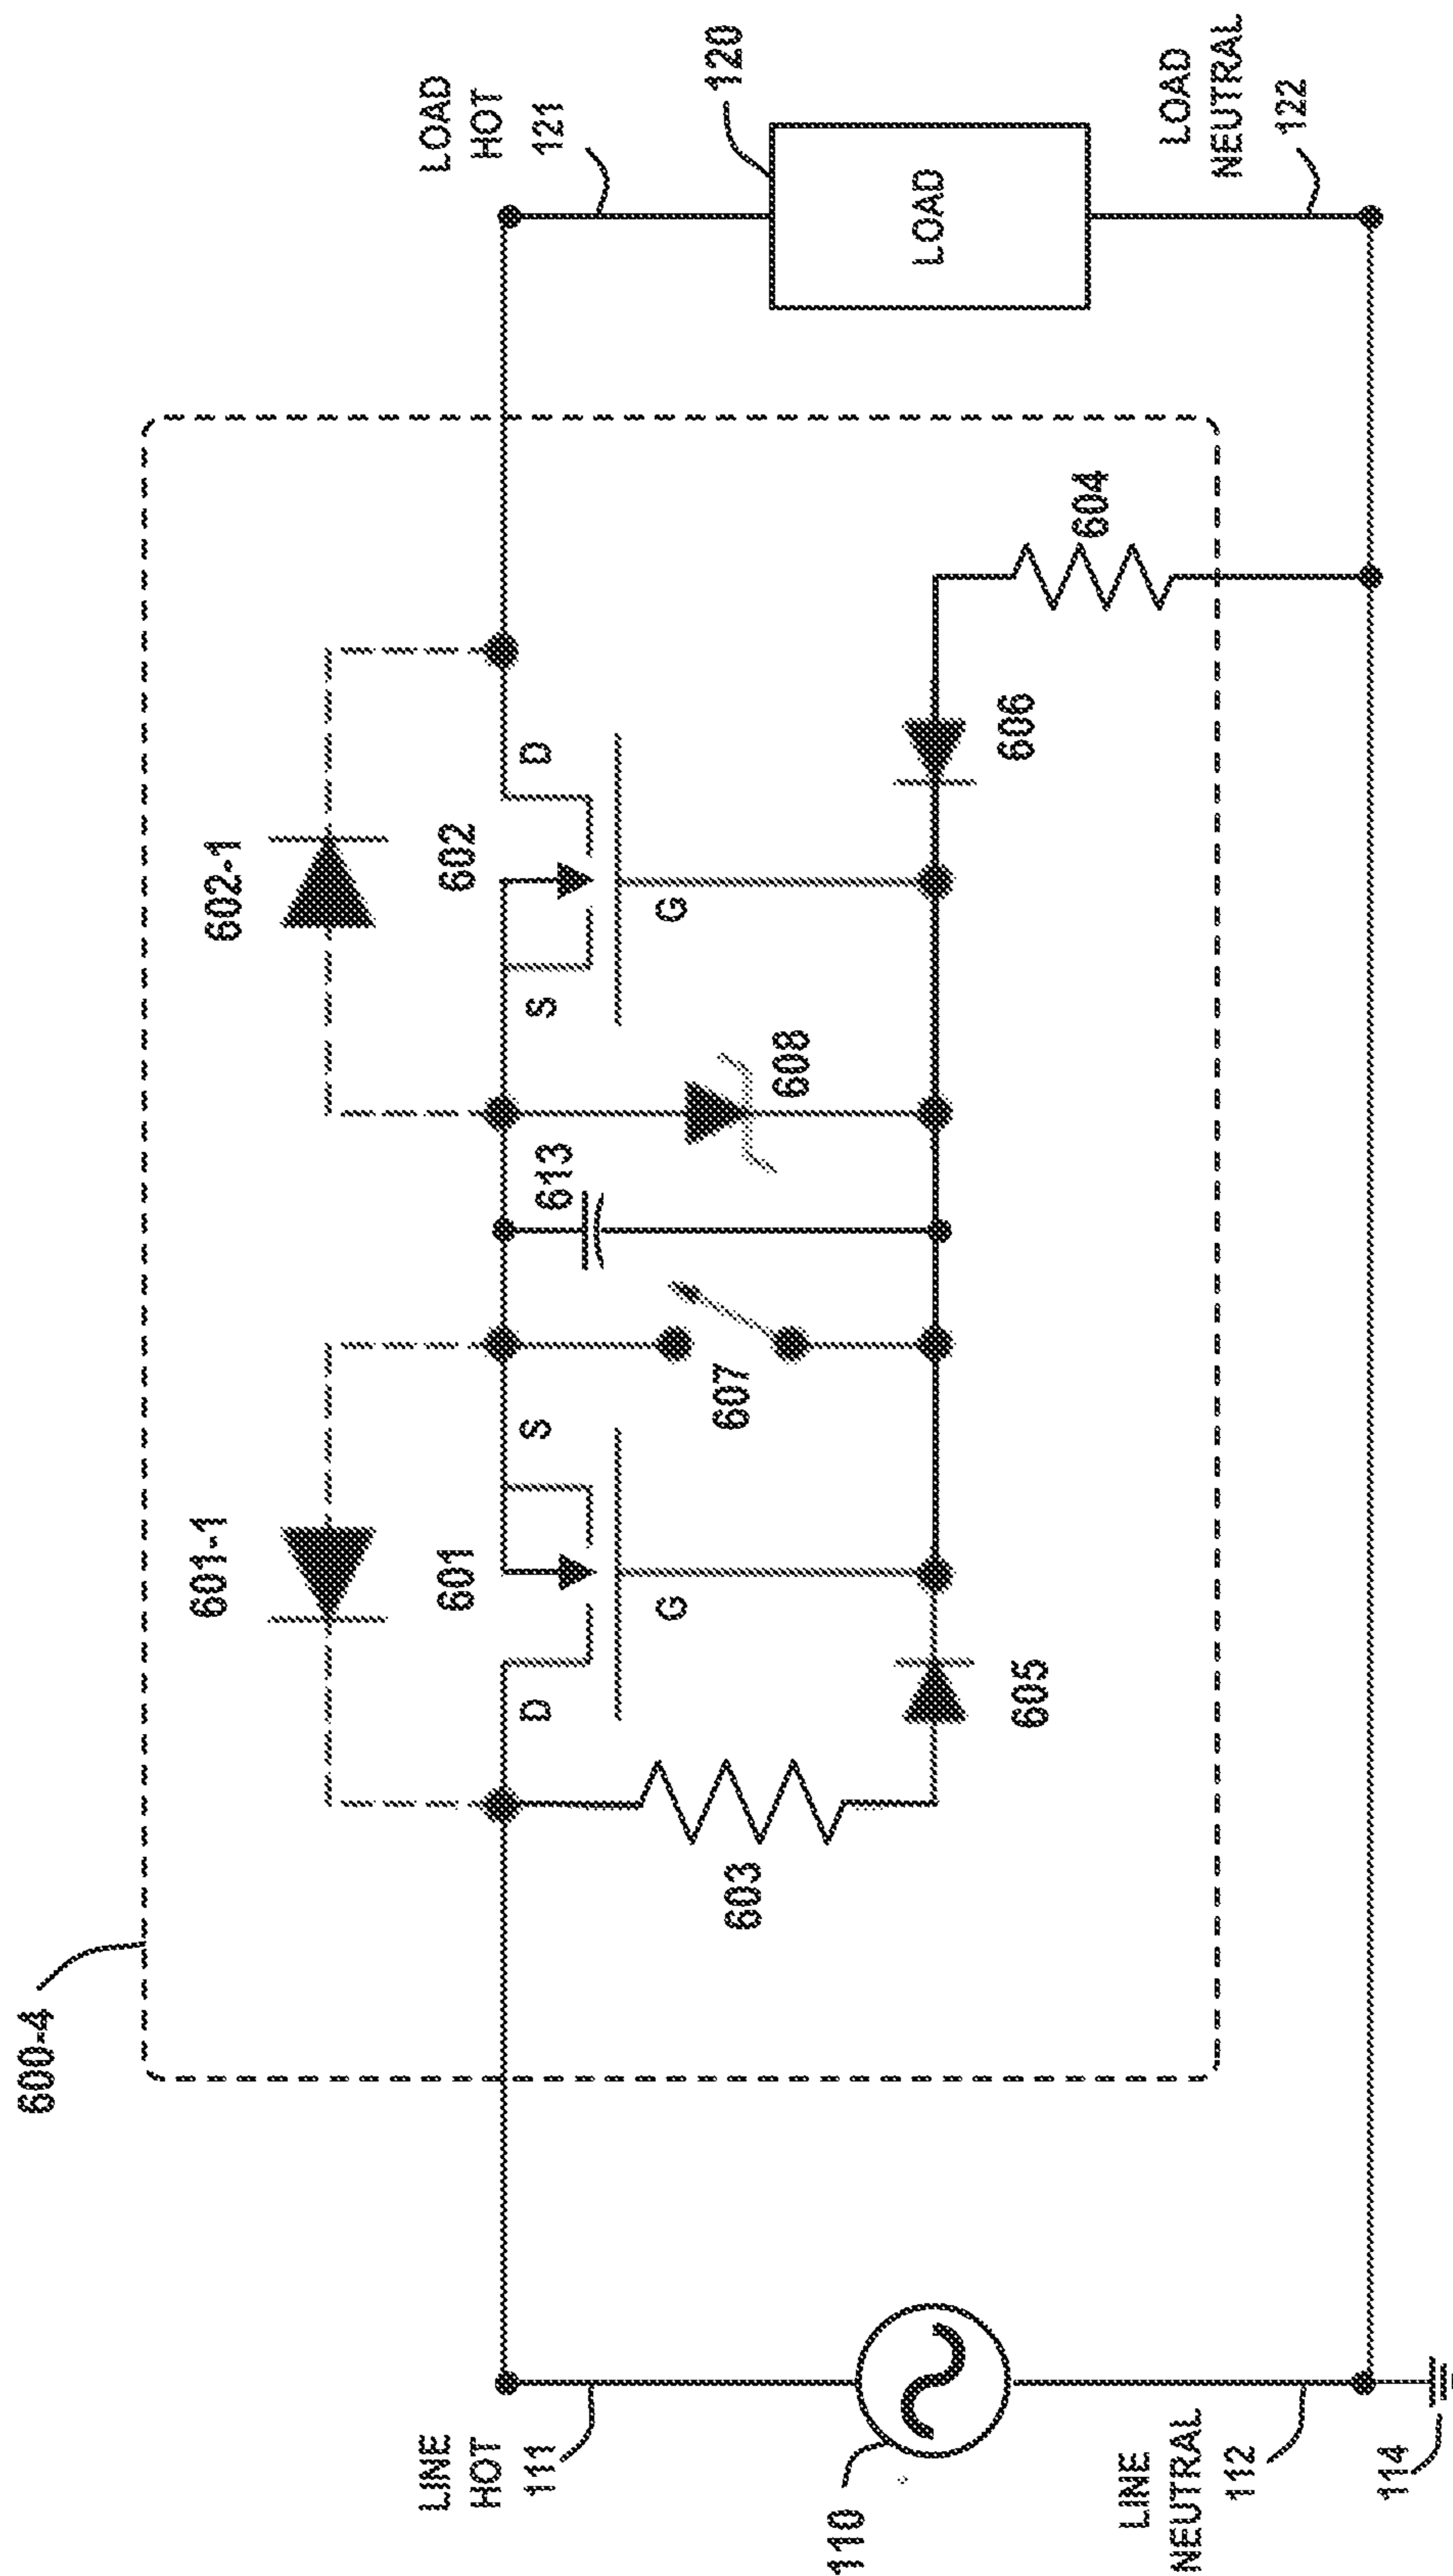 600-4
601-1
602-1
LINE
HOT
111
601
602
LOAD
HOT
121
D
S
S
D
G
G
613
603
607
608
120
LOAD
110
605
606
604
LINE
NEUTRAL
112
LOAD
NEUTRAL
122
114